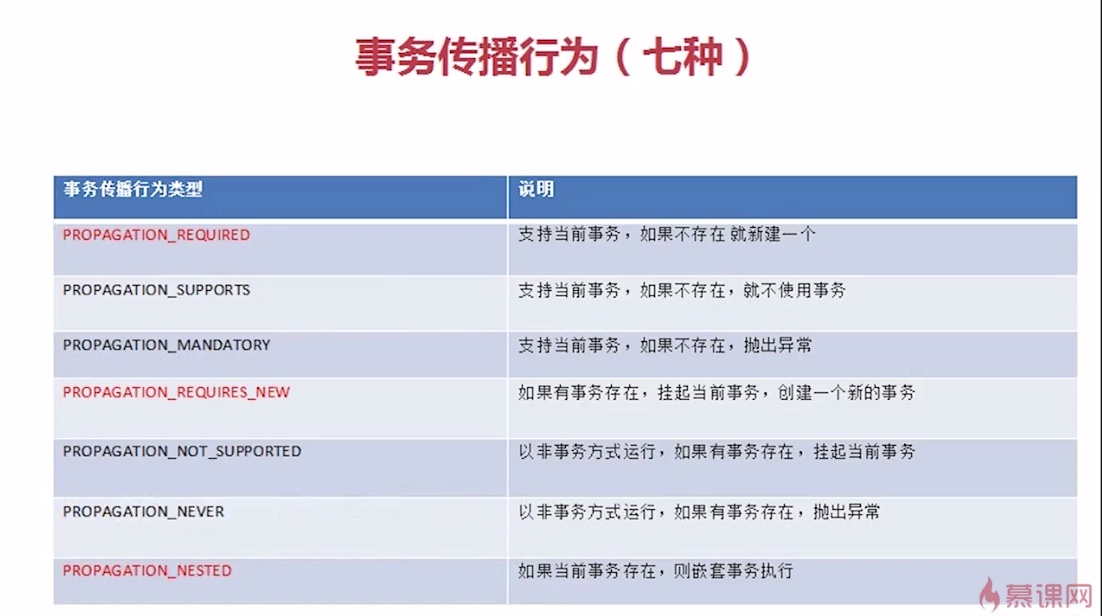 事务传播行为（七种）
事务传播行为类型 说明
PROPAGATION_REQUIRED 支持当前事务，如果不存在 就新建一个
PROPAGATION_SUPPORTS 支持当前事务，如果不存在，就不使用事务
PROPAGATION_MANDATORY 支持当前事务，如果不存在，抛出异常
PROPAGATION_REQUIRES_NEW 如果有事务存在，挂起当前事务，创建一个新的事务
PROPAGATION_NOT_SUPPORTED 以非事务方式运行，如果有事务存在，挂起当前事务
PROPAGATION_NEVER 以非事务方式运行，如果有事务存在，抛出异常
PROPAGATION_NESTED 如果当前事务存在，则嵌套事务执行
慕课网